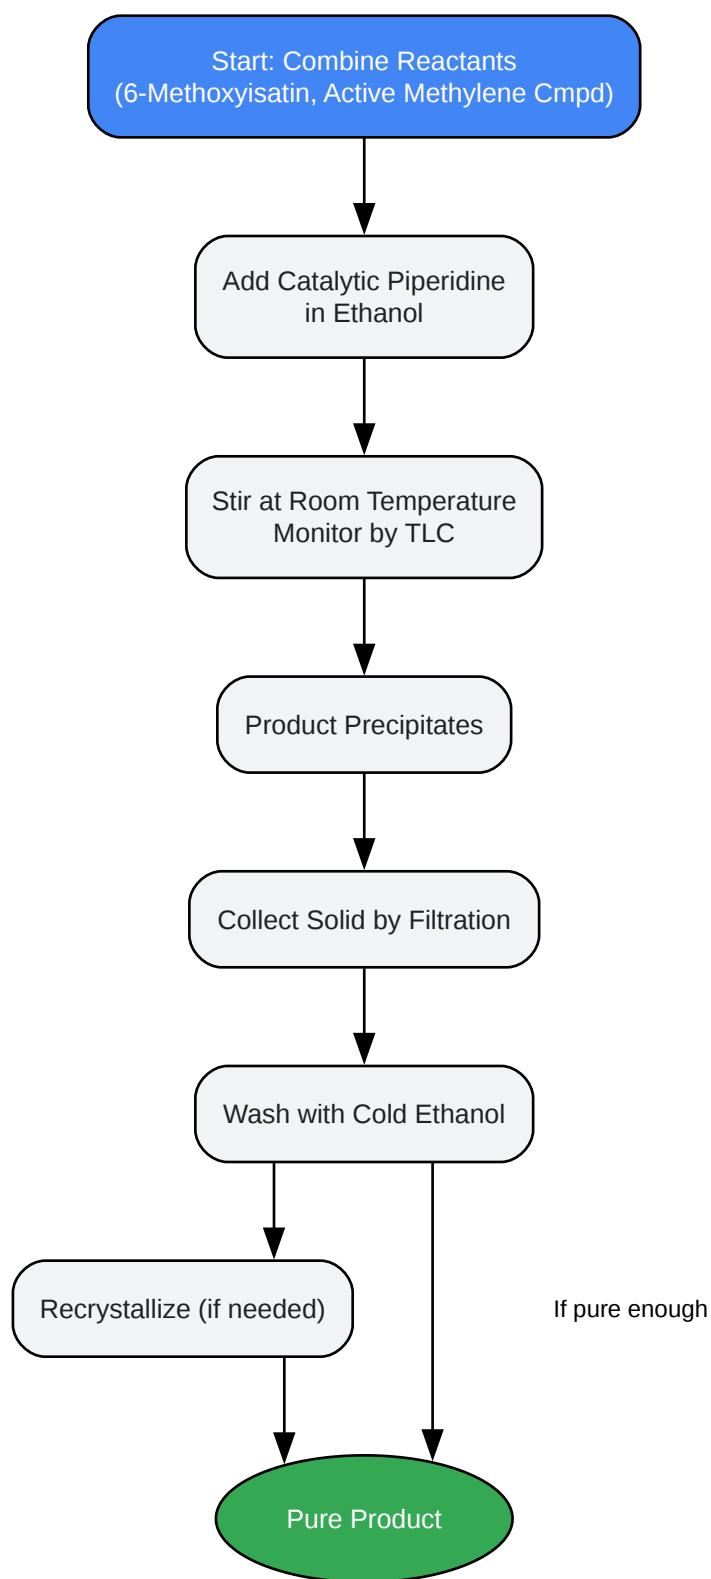 Start: Combine Reactants
(6-Methoxyisatin, Active Methylene Cmpd)
Add Catalytic Piperidine
in Ethanol
Stir at Room Temperature
Monitor by TLC
Product Precipitates
Collect Solid by Filtration
Wash with Cold Ethanol
Recrystallize (if needed)
If pure enough
Pure Product